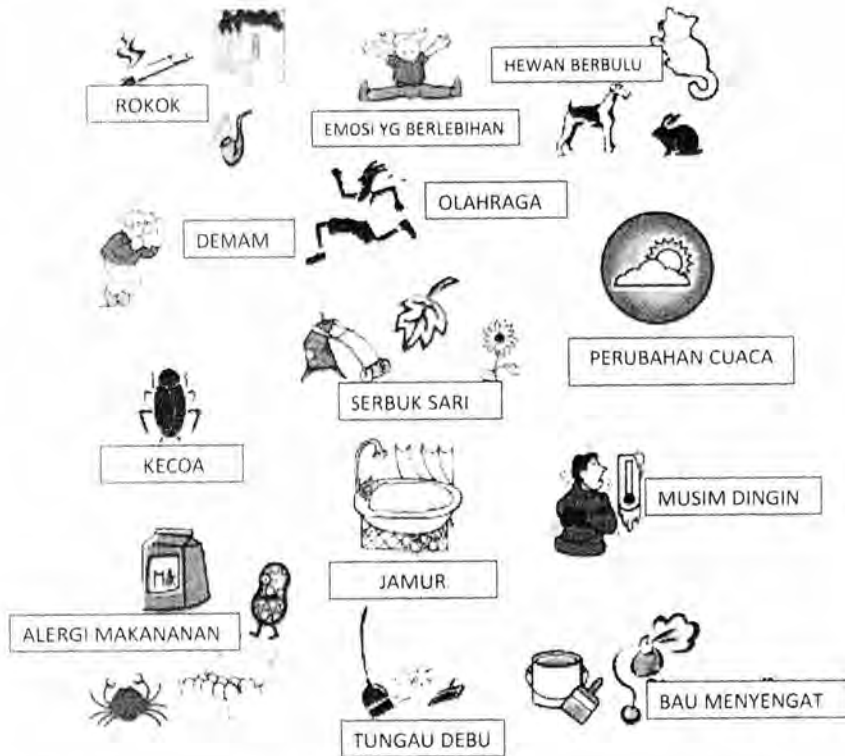 HEWAN BERBULU
ROKOK
EMOSI YG BERLEBIHAN
OLAHRAGA
DEMAM
PERUBAHAN CUACA
SERBUK SARI
KECOA
MUSIM DINGIN
JAMUR
ALERGI MAKANANAN
BAU MENYENGAT
TUNGAU DEBU